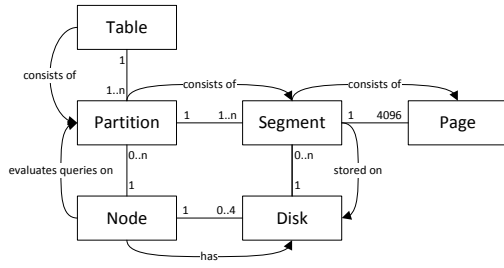 Table
1
consists of
consists of
consists of
1..n
Partition
1
1..n
Segment
1
4096
Page
0..n
0..n
evaluates queries on
stored on
1
1
Node
1
0..4
Disk
has